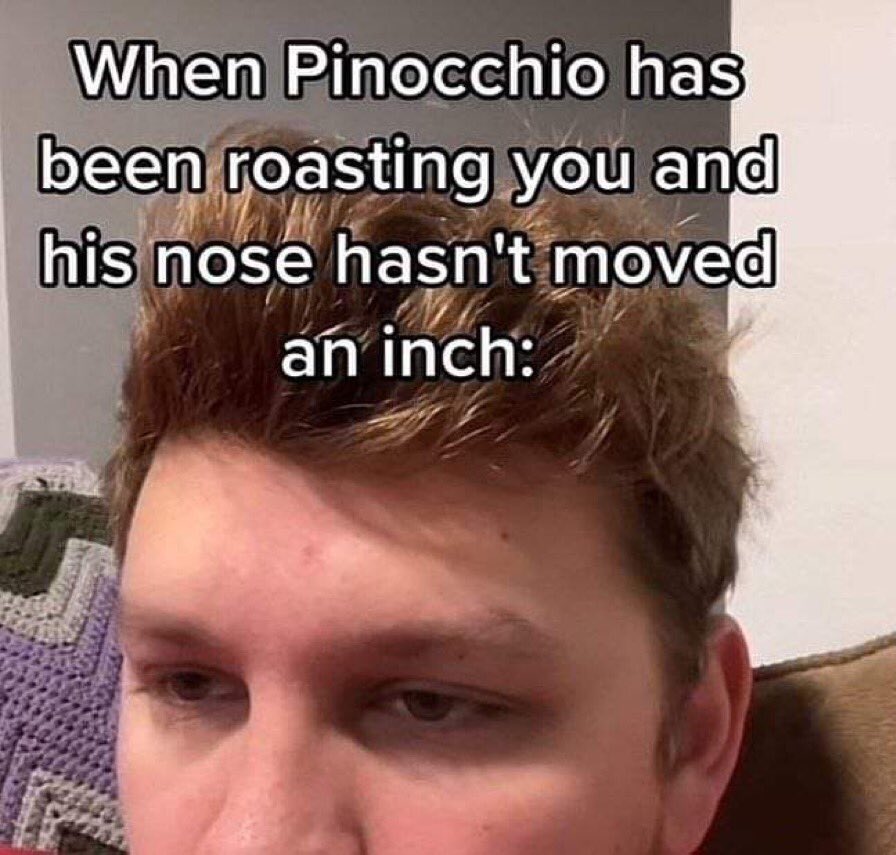 When Pinocchio has
been roasting you and
his nose hasn't moved
an inch: